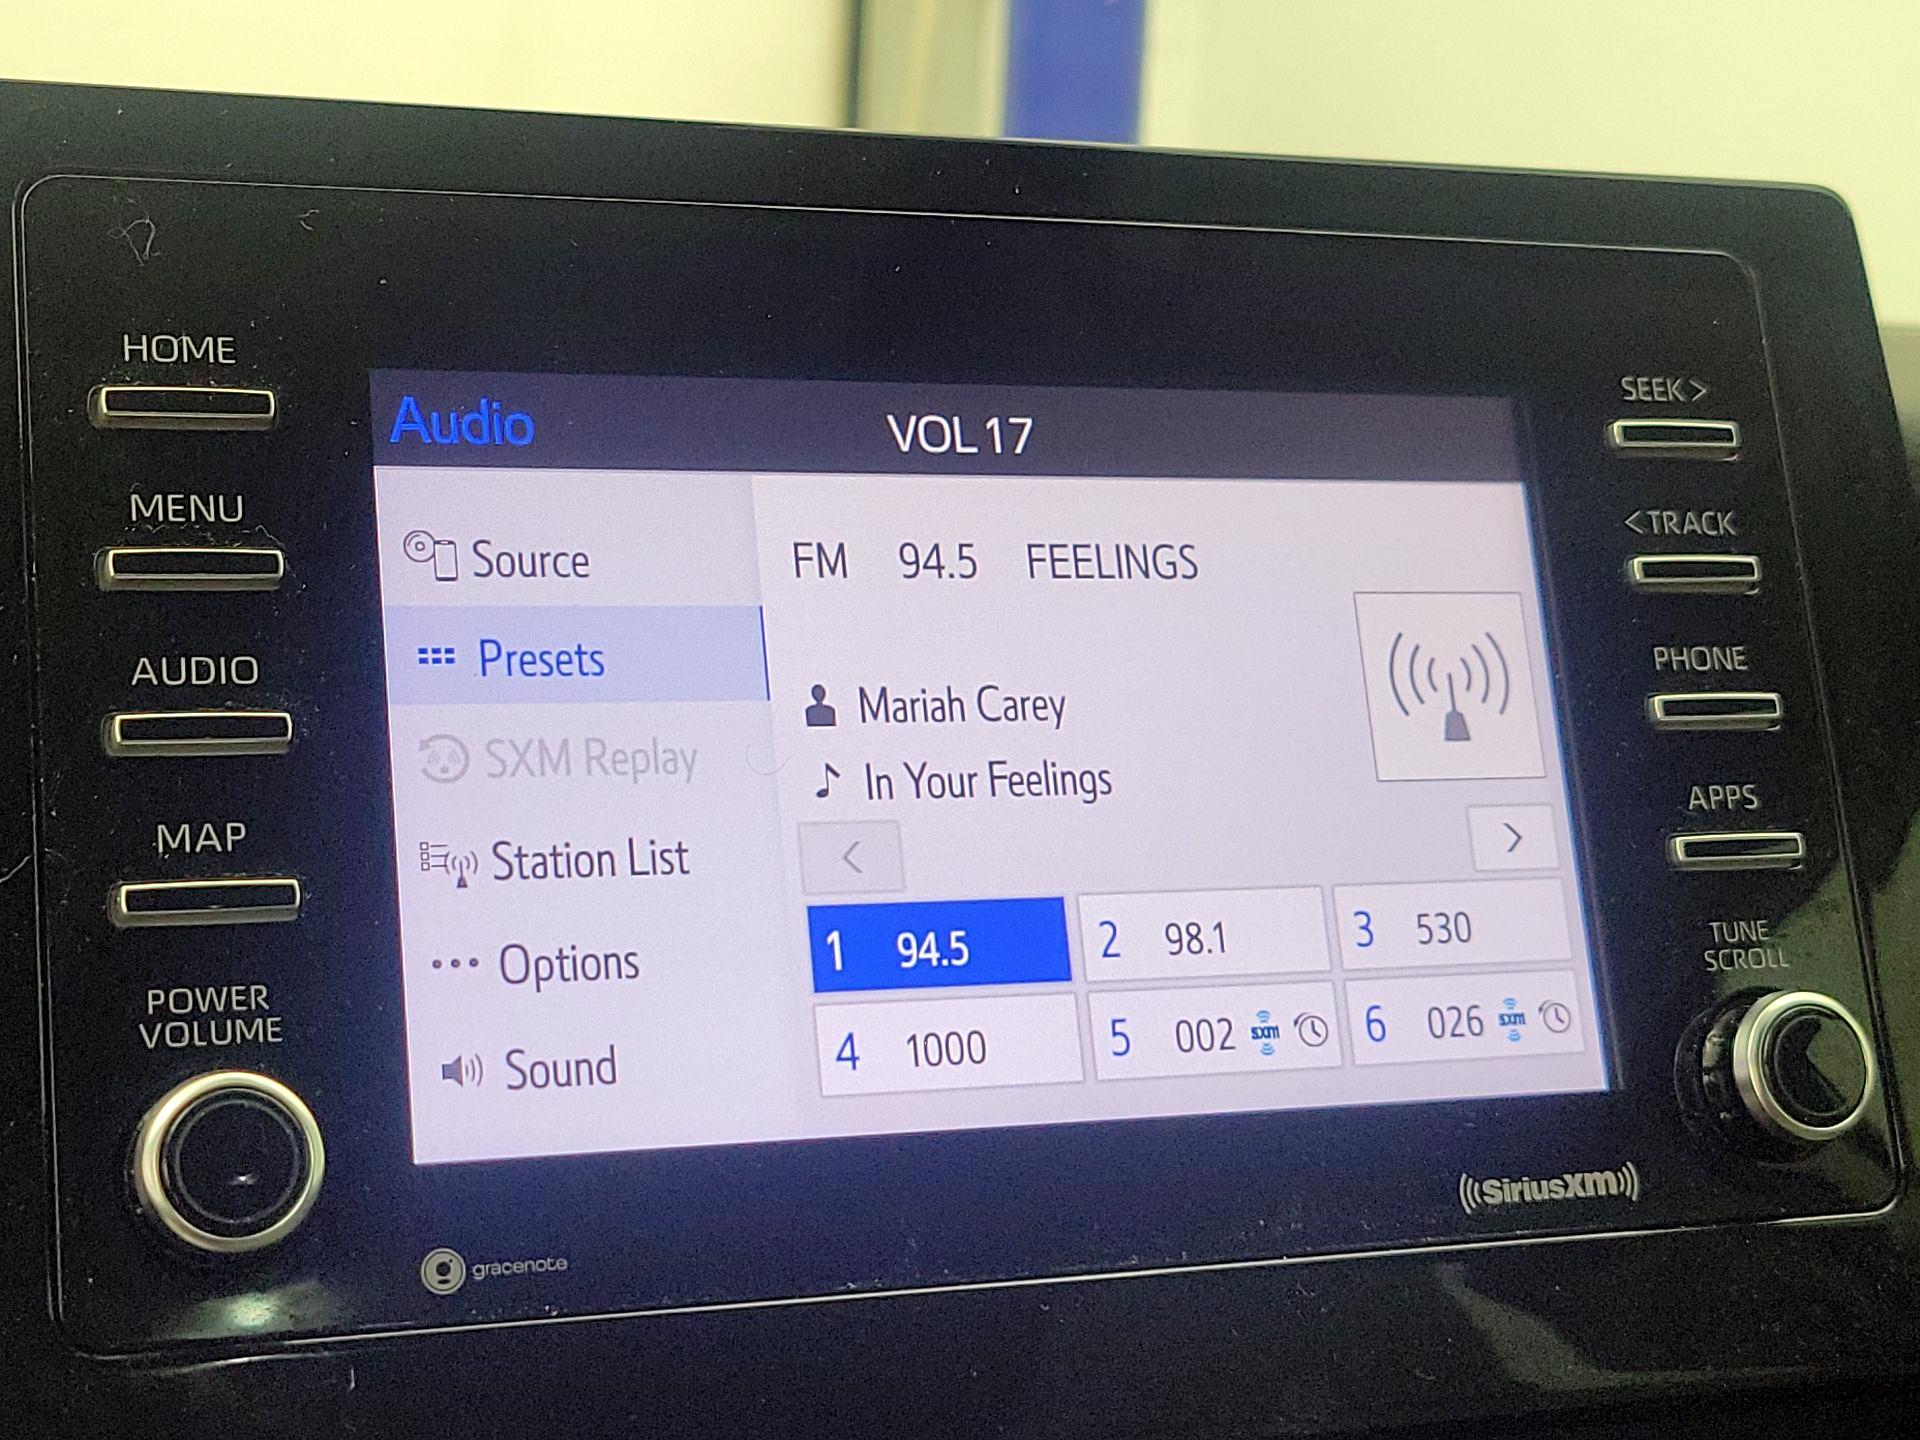 HOME
MENU
AUDIO
MAP
POWER
VOLUME
Audio
VOL 17
Source
Presets
SXM Replay
Station List
Options
Sound
FM 94.5 FEELINGS
Mariah Carey
In Your Feelings
<
>
1 94.5
2 98.1
3 530
4 1000
5 002 sxm
6 026 sxm
SEEK >
< TRACK
PHONE
APPS
TUNE
SCROLL
gracenote
SiriusXM